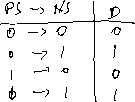 PS → NS | D
0 → 0 | 0
0 → 1 | 1
1 → 0 | 0
1 → 1 | 1